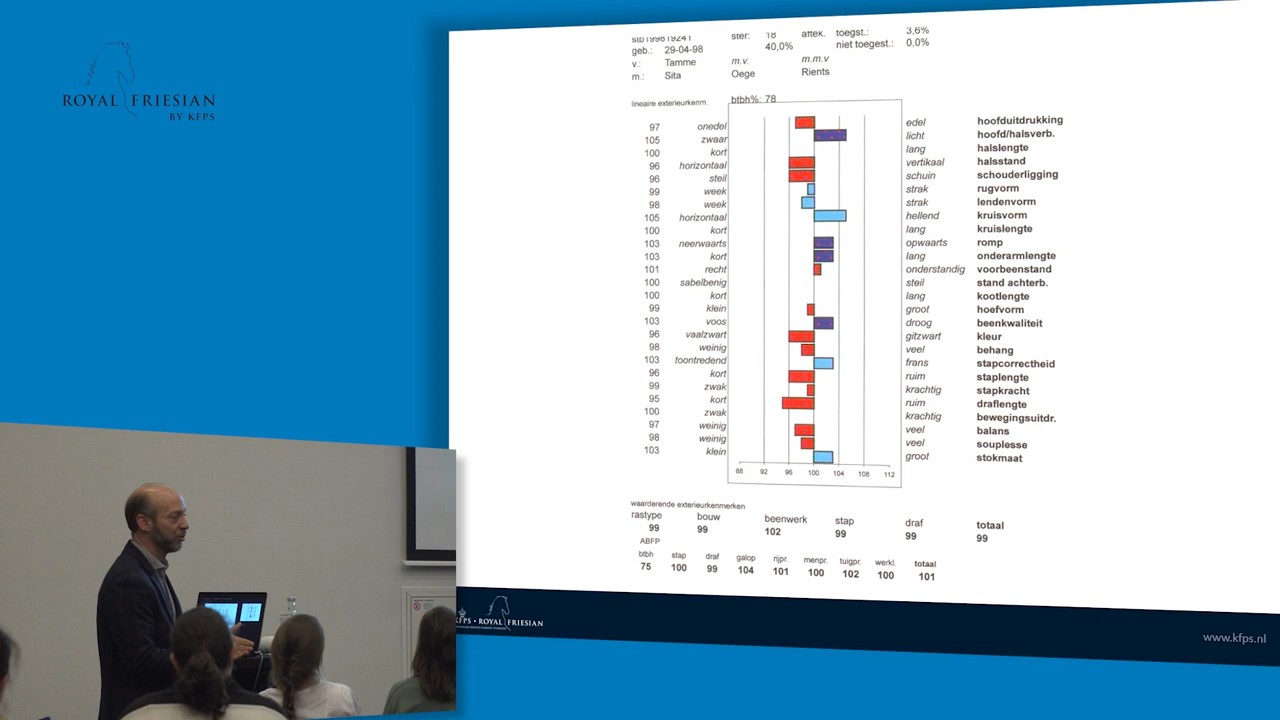 ROYAL FRIESIAN
BY KFPS
stb199819241 ster: 18 aftek. toegst.: 3,6%
geb.: 29-04-98 40,0% niet toegest.: 0,0%
v.: Tamme m.v. m.m.v
m.: Sita Oege Rients
lineaire exterieurkenm. btbh%: 78
97 onedel edel hoofduitdrukking
105 zwaar licht hoofd/halsverb.
100 kort lang halslengte
96 horizontaal vertikaal halsstand
96 steil schuin schouderligging
99 week strak rugvorm
98 week strak lendenvorm
105 horizontaal hellend kruisvorm
100 kort lang kruislengte
103 neerwaarts opwaarts romp
103 kort lang onderarmlengte
101 recht onderstandig voorbeenstand
100 sabelbenig steil stand achterb.
100 kort lang kootlengte
99 klein groot hoefvorm
103 voos droog beenkwaliteit
96 vaalzwart gitzwart kleur
98 weinig veel behang
103 toontredend frans stapcorrectheid
96 kort ruim staplengte
99 zwak krachtig stapkracht
95 kort ruim draflengte
100 zwak krachtig bewegingsuitdr.
97 weinig veel balans
98 weinig veel souplesse
103 klein groot stokmaat
88 92 96 100 104 108 112
waarderende exterieurkenmerken
rastype bouw beenwerk stap draf totaal
99 99 102 99 99 99
ABFP
btbh stap draf galop rijpr. menpr. tuigpr. werkl. totaal
75 100 99 104 101 100 102 100 101
KFPS • ROYAL FRIESIAN
www.kfps.nl